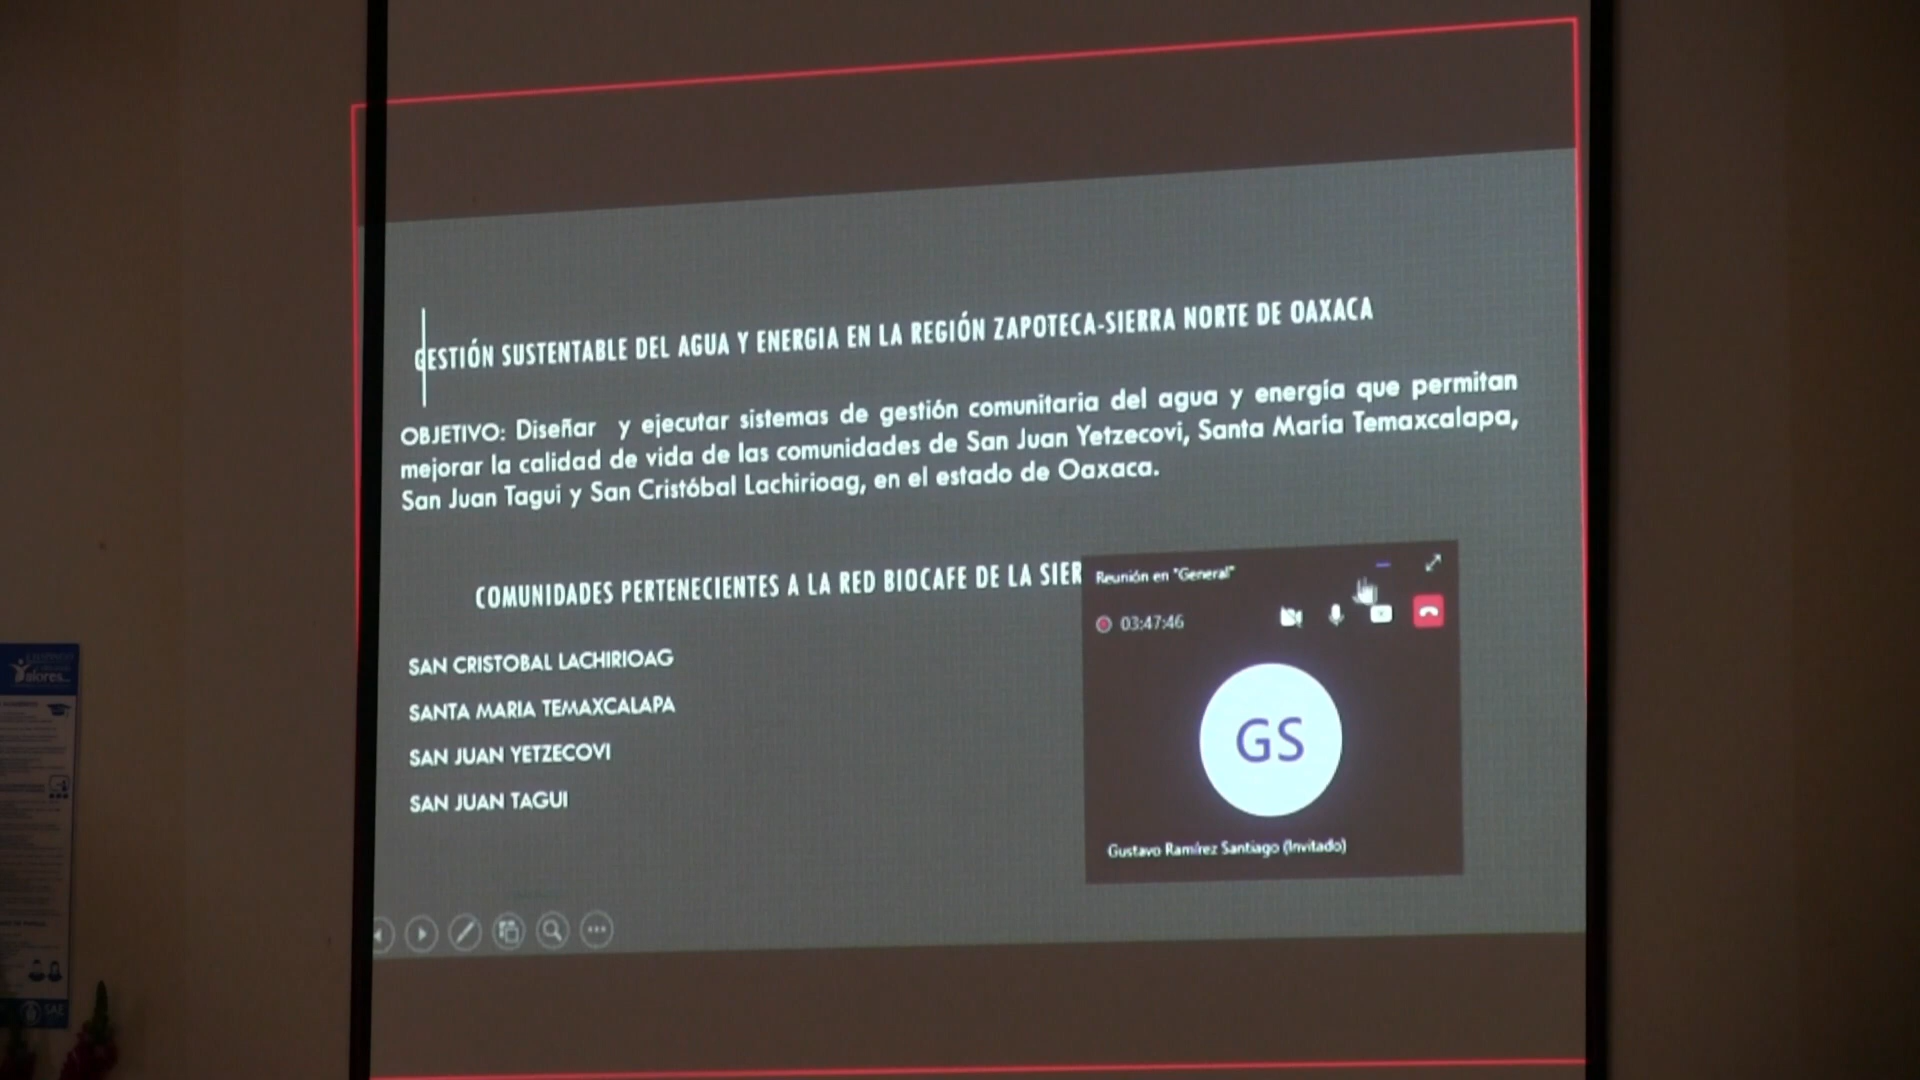 GESTIÓN SUSTENTABLE DEL AGUA Y ENERGIA EN LA REGIÓN ZAPOTECA-SIERRA NORTE DE OAXACA
OBJETIVO: Diseñar y ejecutar sistemas de gestión comunitaria del agua y energía que permitan
mejorar la calidad de vida de las comunidades de San Juan Yetzecovi, Santa María Temaxcalapa,
San Juan Tagui y San Cristóbal Lachirioag, en el estado de Oaxaca.
COMUNIDADES PERTENECIENTES A LA RED BIOCAFE DE LA SIER
Reunión en "General"
03:47:46
SAN CRISTOBAL LACHIRIOAG
SANTA MARIA TEMAXCALAPA
SAN JUAN YETZECOVI
SAN JUAN TAGUI
GS
Gustavo Ramírez Santiago (Invitado)
SAE